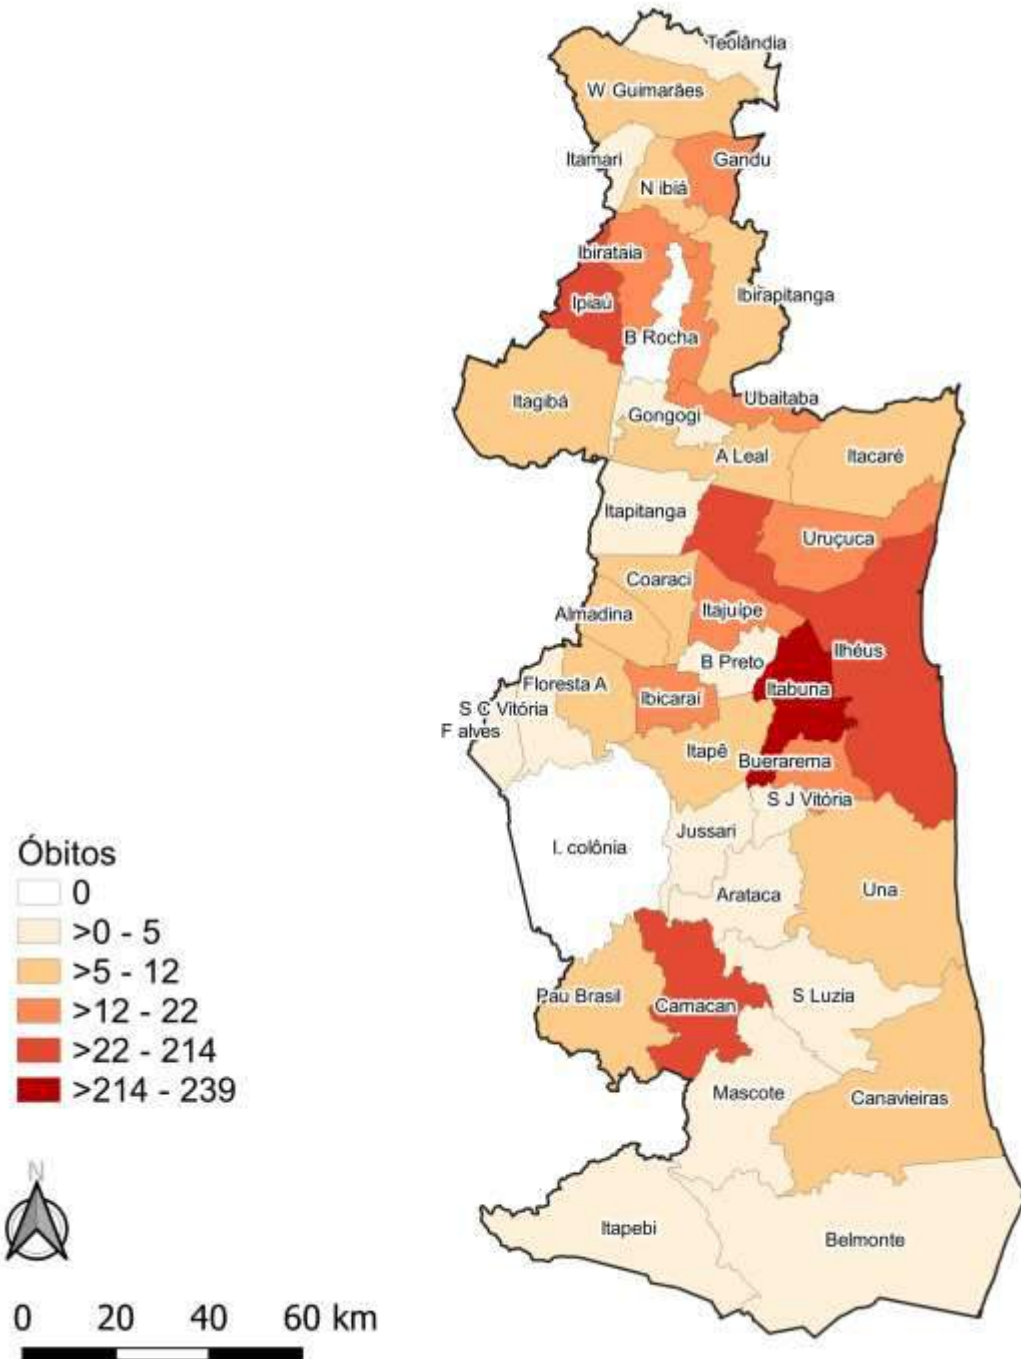 Teolândia
W Guimarães
Itamari
Gandu
N ibiá
Ibirataia
Ipiaú
Ibirapitanga
B Rocha
Itagibá
Ubaitaba
Gongogi
A Leal
Itacaré
Itapitanga
Uruçuca
Coaraci
Almadina
Itajuípe
Ilhéus
B Preto
Floresta A
Itabuna
Ibicaraí
S C Vitória
F alves
Itapê
Buerarema
S J Vitória
Jussari
I. colônia
Arataca
Una
Pau Brasil
Camacan
S Luzia
Mascote
Canavieiras
Itapebi
Belmonte
Óbitos
0
>0 - 5
>5 - 12
>12 - 22
>22 - 214
>214 - 239
N
0 20 40 60 km